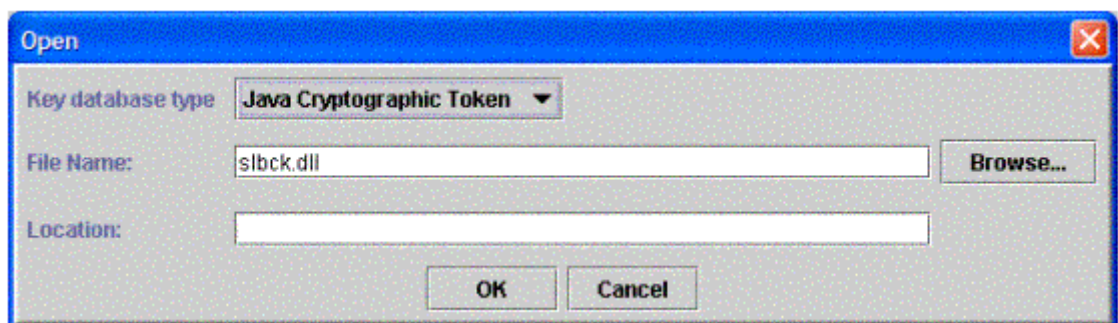 Open
Key database type Java Cryptographic Token
File Name: slbck.dll Browse...
Location:
OK Cancel